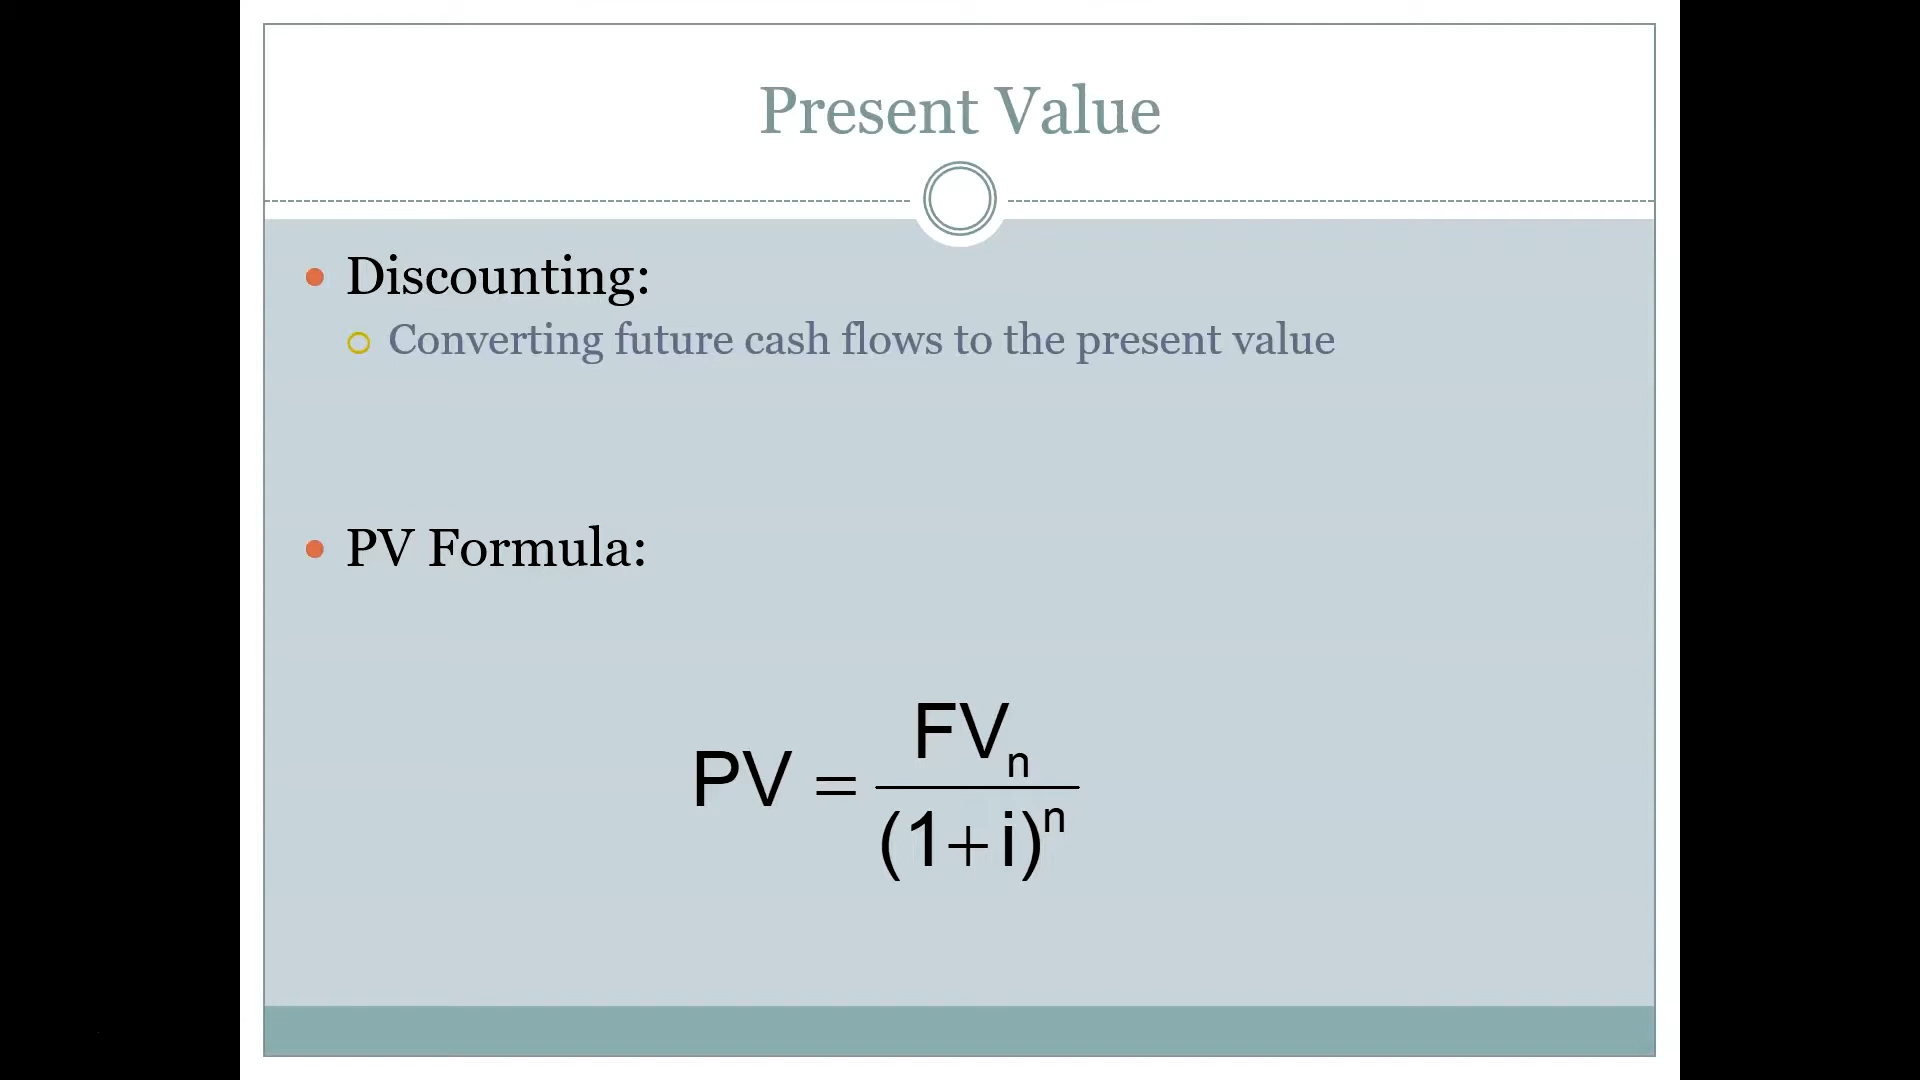 Present Value
Discounting:
Converting future cash flows to the present value
PV Formula:
PV = FVₙ / (1+i)ⁿ